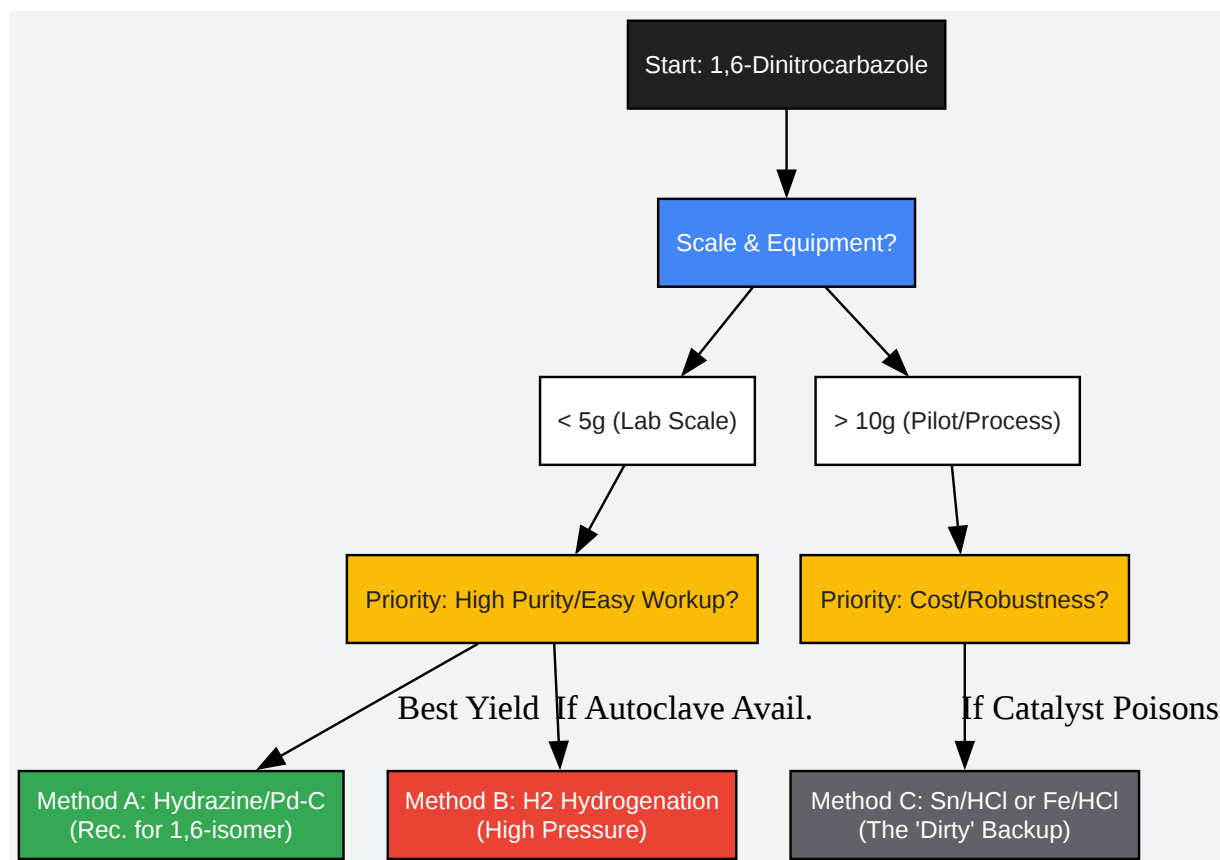 Start: 1,6-Dinitrocarbazole
Scale & Equipment?
< 5g (Lab Scale)
> 10g (Pilot/Process)
Priority: High Purity/Easy Workup?
Priority: Cost/Robustness?
Best Yield
If Autoclave Avail.
If Catalyst Poisons
Method A: Hydrazine/Pd-C
(Rec. for 1,6-isomer)
Method B: H2 Hydrogenation
(High Pressure)
Method C: Sn/HCl or Fe/HCl
(The 'Dirty' Backup)